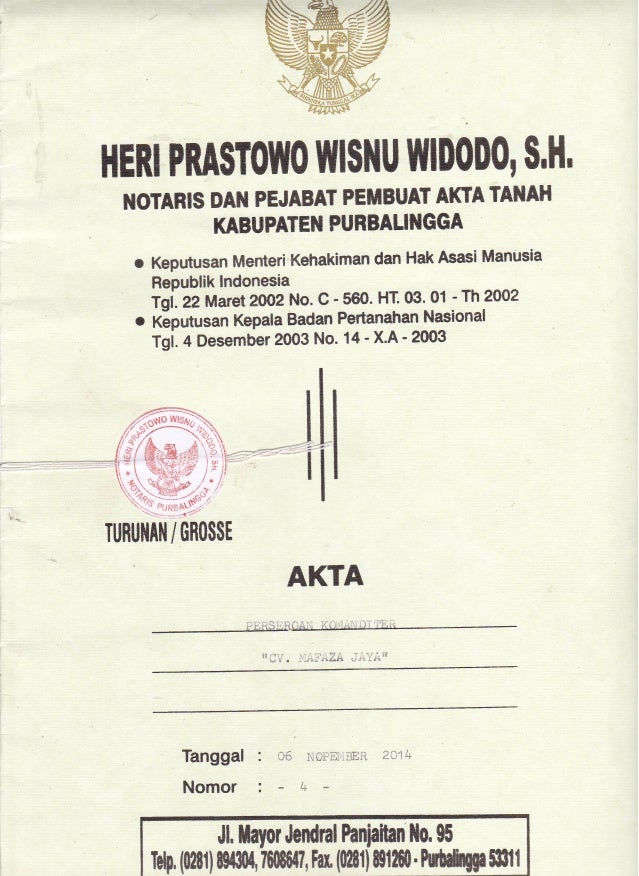 HERI PRASTOWO WISNU WIDODO, S.H.
NOTARIS DAN PEJABAT PEMBUAT AKTA TANAH
KABUPATEN PURBALINGGA
● Keputusan Menteri Kehakiman dan Hak Asasi Manusia
Republik Indonesia
Tgl. 22 Maret 2002 No. C - 560. HT. 03. 01 - Th 2002
● Keputusan Kepala Badan Pertanahan Nasional
Tgl. 4 Desember 2003 No. 14 - X.A - 2003
HERI PRASTOWO WISNU WIDODO, Sh.
* NOTARIS PURBALINGGA *
TURUNAN / GROSSE
AKTA
PERSEROAN KOMANDITER
"CV. MAFAZA JAYA"
Tanggal : 06 NOPEMBER 2014
Nomor : - 4 -
Jl. Mayor Jendral Panjaitan No. 95
Telp. (0281) 894304, 7608647, Fax. (0281) 891260 - Purbalingga 53311